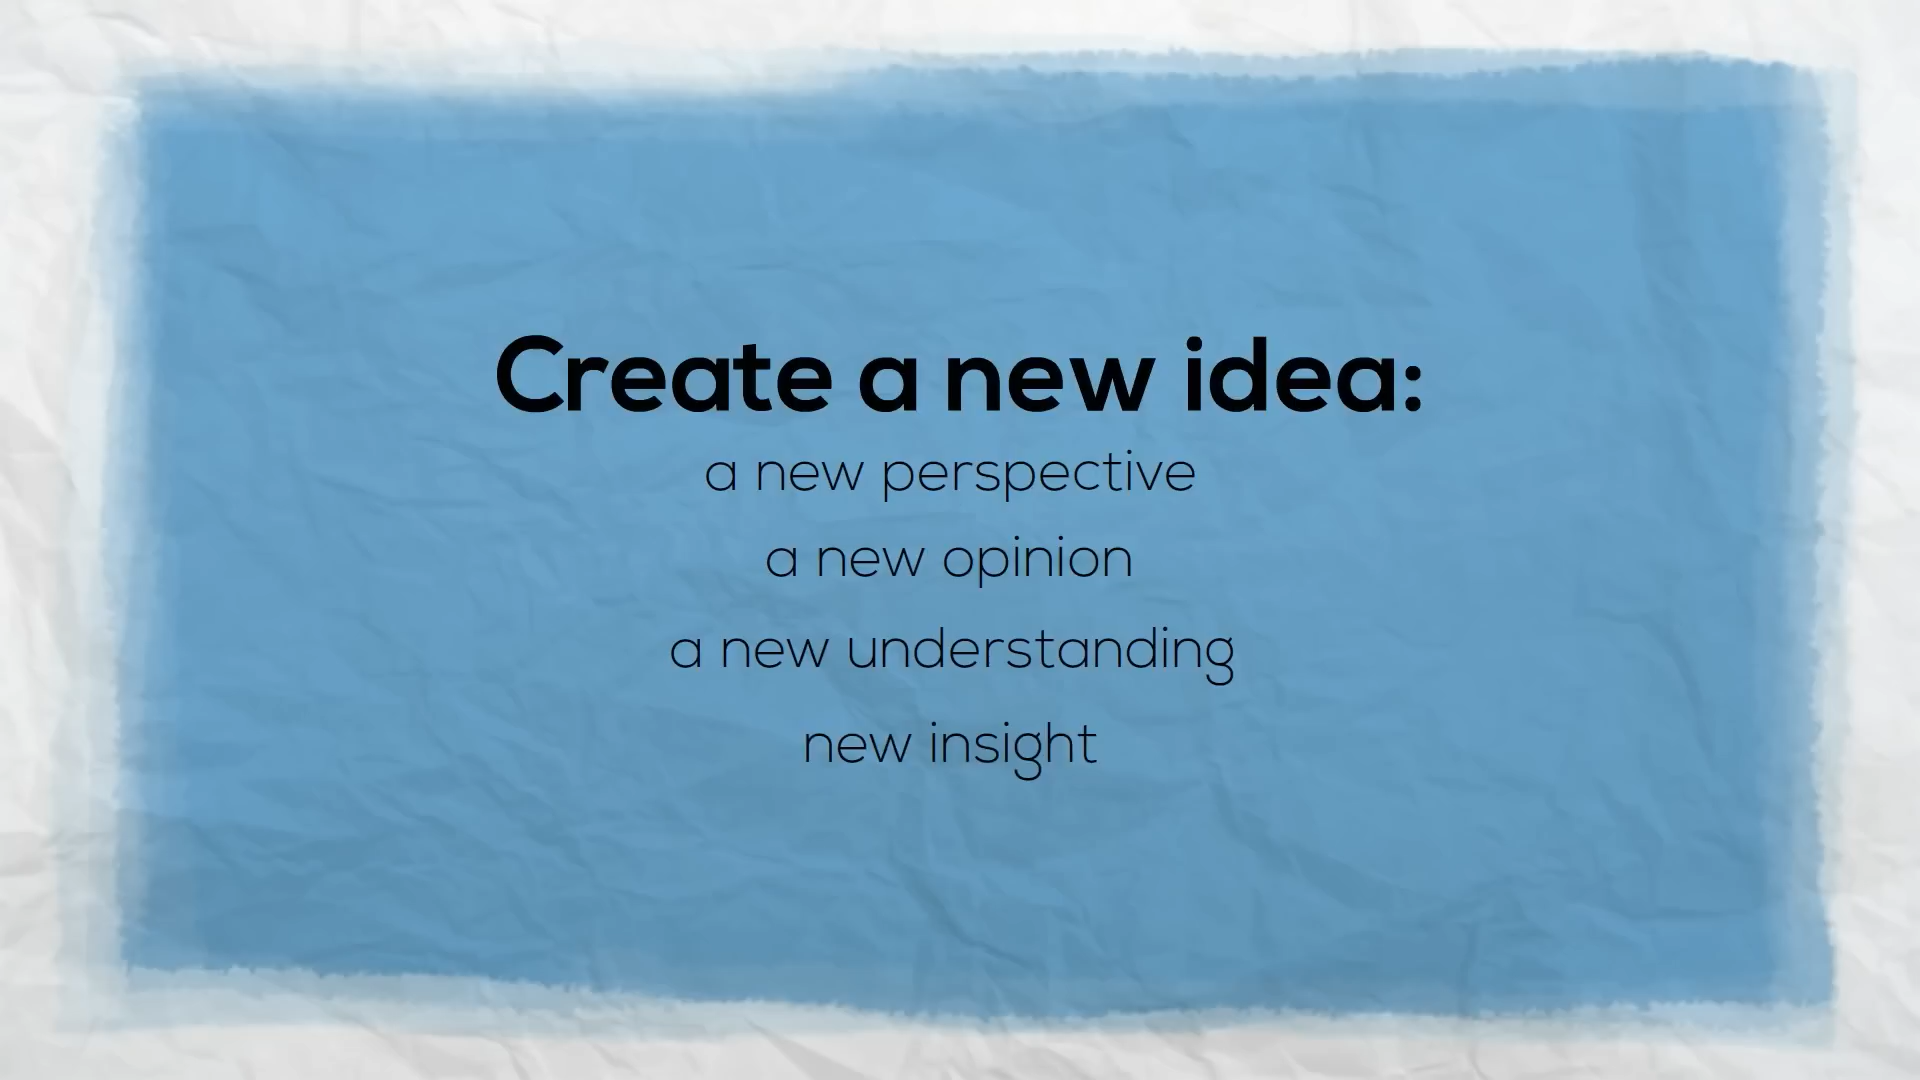 Create a new idea:
a new perspective
a new opinion
a new understanding
new insight